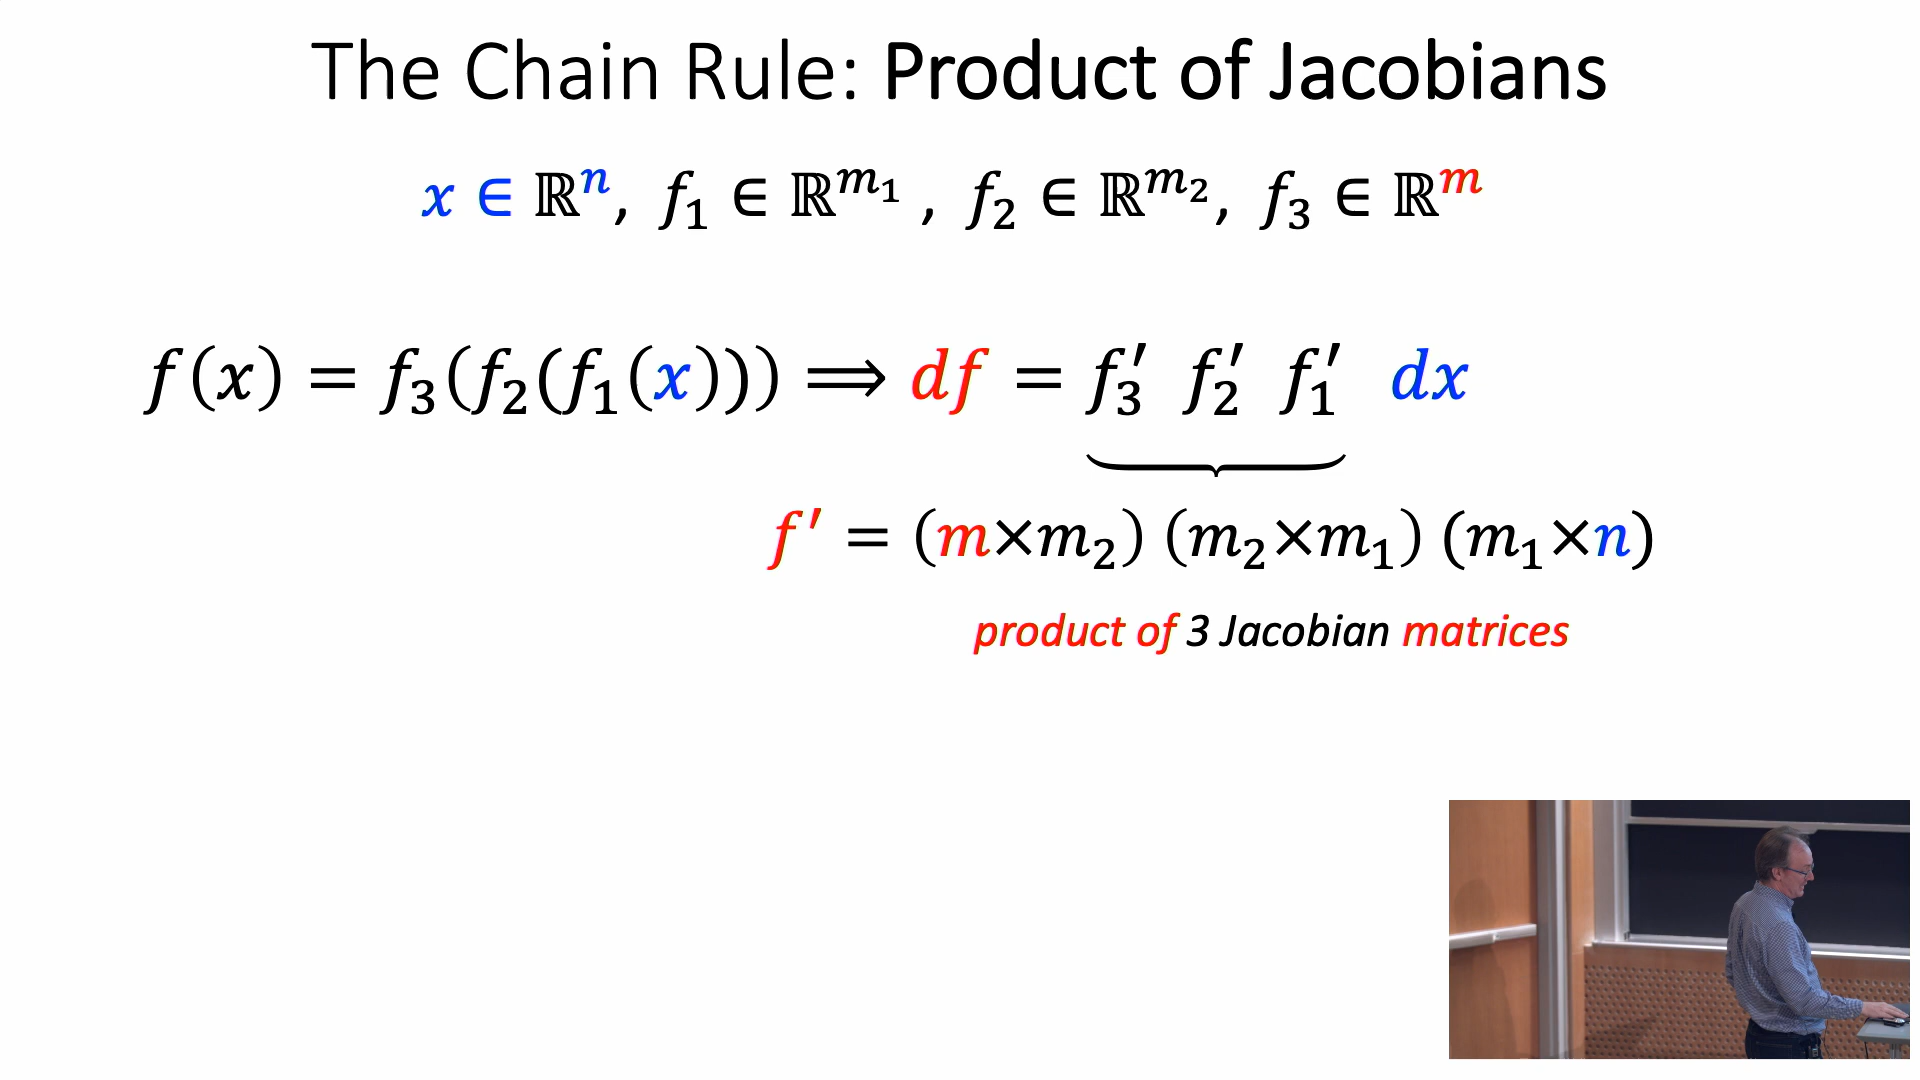 The Chain Rule: Product of Jacobians
x ∈ ℝⁿ, f₁ ∈ ℝ^{m₁} , f₂ ∈ ℝ^{m₂}, f₃ ∈ ℝ^{m}
f(x) = f₃(f₂(f₁(x))) ⟹ df = f₃′ f₂′ f₁′ dx
f′ = (m×m₂) (m₂×m₁) (m₁×n)
product of 3 Jacobian matrices